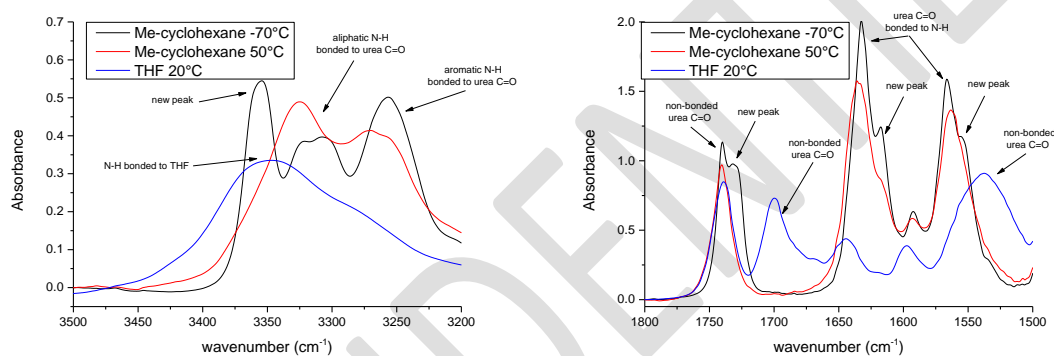 Me-cyclohexane -70°C
Me-cyclohexane 50°C
THF 20°C
aliphatic N-H
bonded to urea C=O
aromatic N-H
bonded to urea C=O
new peak
N-H bonded to THF
0.7
0.6
0.5
0.4
0.3
0.2
0.1
0.0
Absorbance
3500
3450
3400
3350
3300
3250
3200
wavenumber (cm-1)
Me-cyclohexane -70°C
Me-cyclohexane 50°C
THF 20°C
urea C=O
bonded to N-H
non-bonded
urea C=O
new peak
new peak
new peak
non-bonded
urea C=O
non-bonded
urea C=O
2.0
1.5
1.0
0.5
0.0
Absorbance
1800
1750
1700
1650
1600
1550
1500
wavenumber (cm-1)